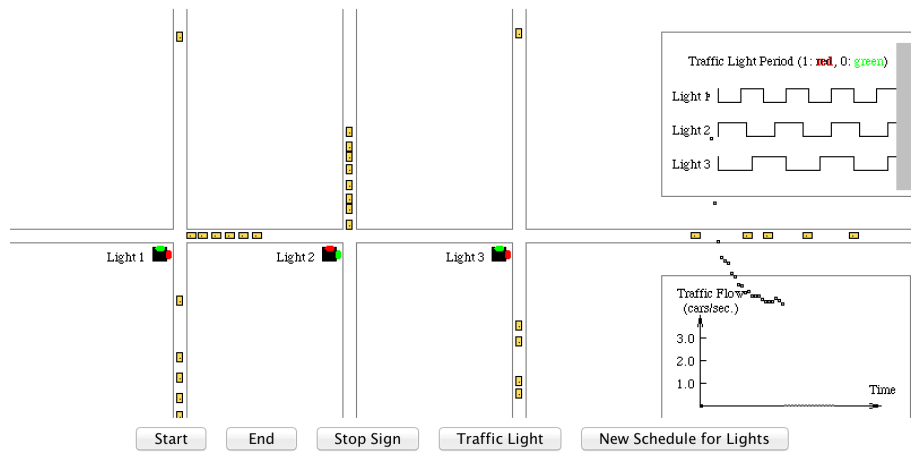 Traffic Light Period (1: red, 0: green)
Light 1
Light 2
Light 3
Light 1
Light 2
Light 3
Traffic Flow
(cars/sec.)
3.0
2.0
1.0
Time
Start
End
Stop Sign
Traffic Light
New Schedule for Lights